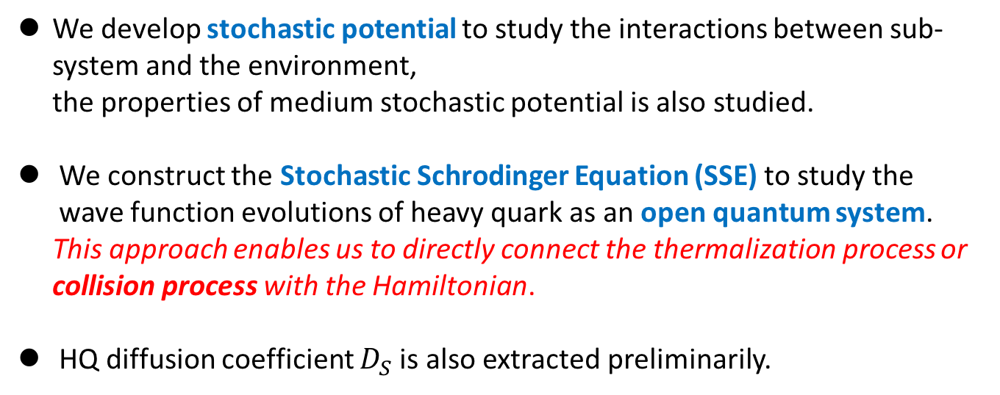 ● We develop stochastic potential to study the interactions between sub-
system and the environment,
the properties of medium stochastic potential is also studied.
● We construct the Stochastic Schrodinger Equation (SSE) to study the
wave function evolutions of heavy quark as an open quantum system.
This approach enables us to directly connect the thermalization process or
collision process with the Hamiltonian.
● HQ diffusion coefficient D_S is also extracted preliminarily.